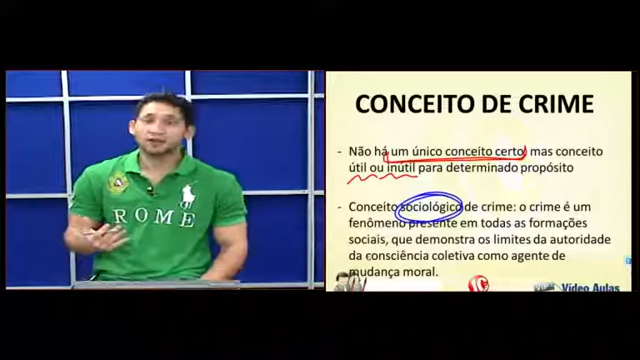 CONCEITO DE CRIME
- Não há um único conceito certo mas conceito
útil ou inútil para determinado propósito
- Conceito sociológico de crime: o crime é um
fenômeno presente em todas as formações
sociais, que demonstra os limites da autoridade
da consciência coletiva como agente de
mudança moral.
Vídeo Aulas
ROME